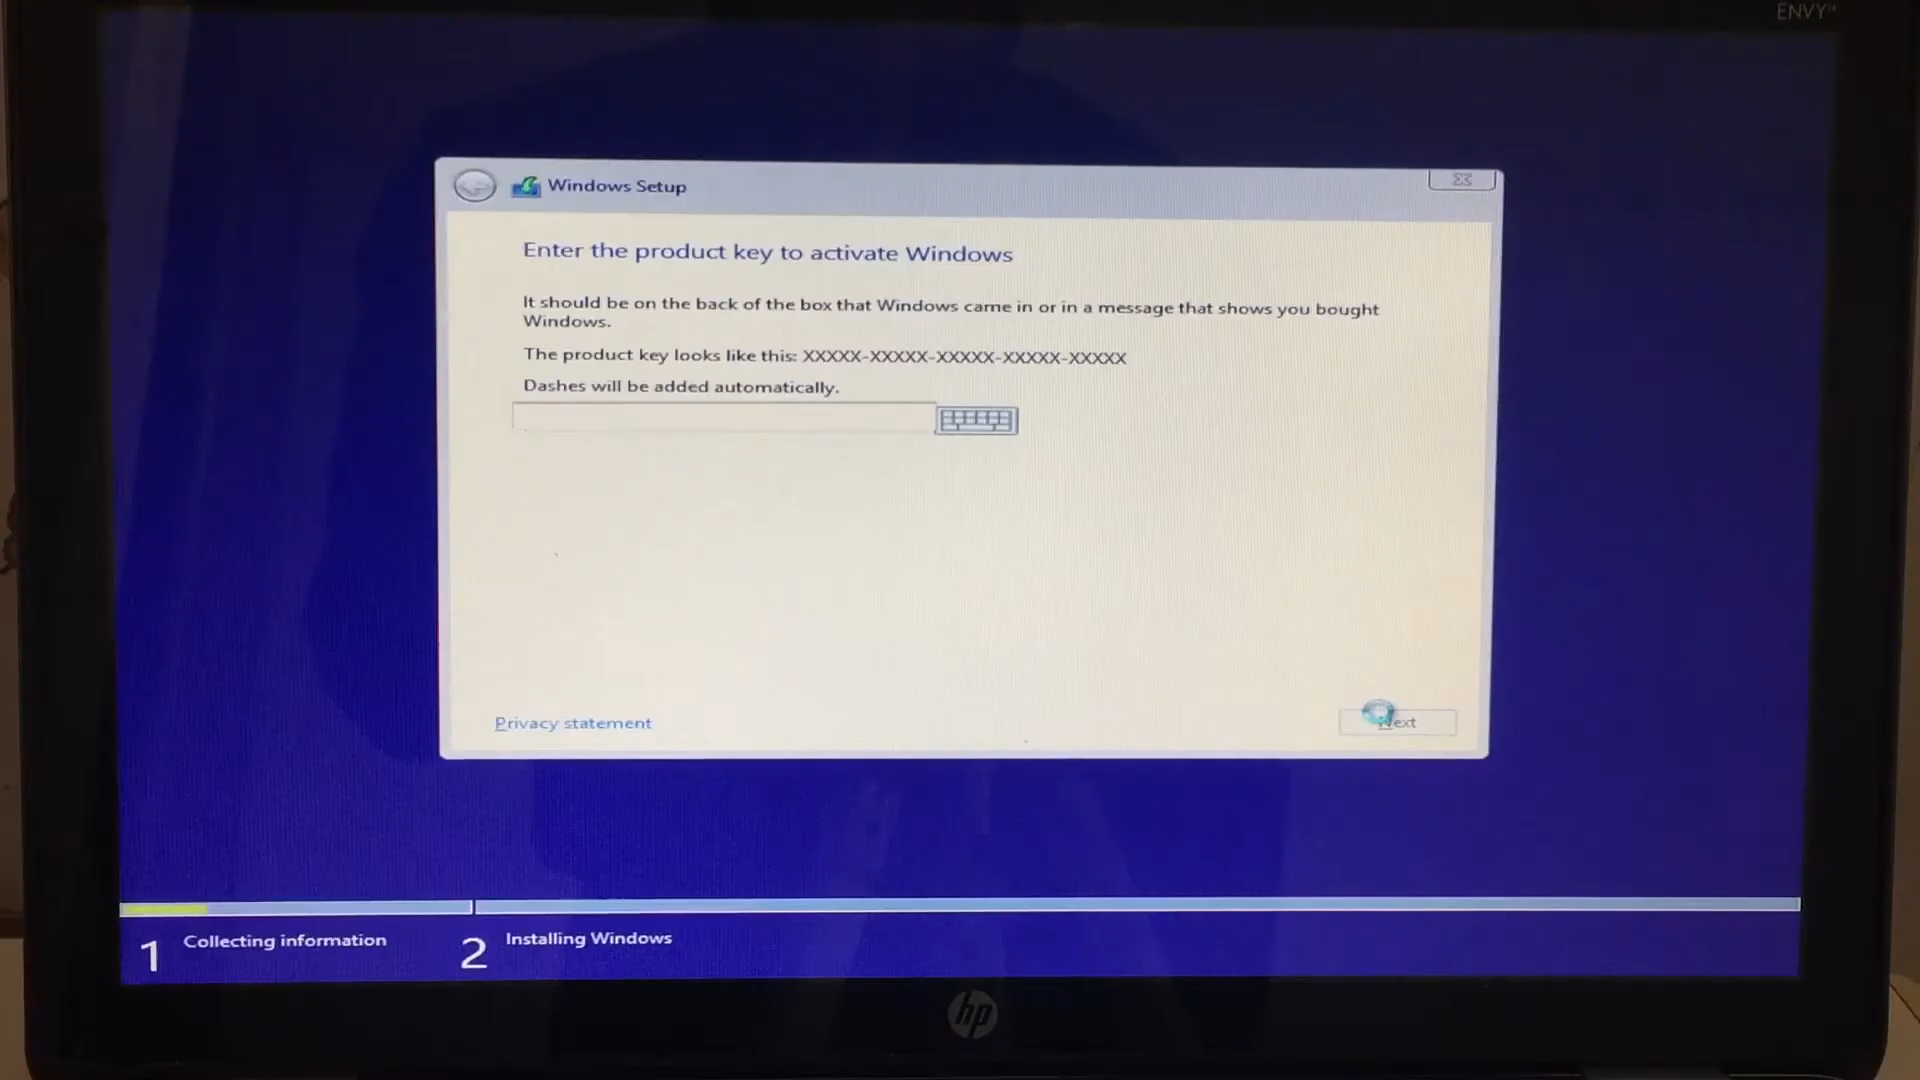 ENVY
Windows Setup
Enter the product key to activate Windows
It should be on the back of the box that Windows came in or in a message that shows you bought
Windows.
The product key looks like this: XXXXX-XXXXX-XXXXX-XXXXX-XXXXX
Dashes will be added automatically.
Privacy statement
Next
1 Collecting information
2 Installing Windows
hp